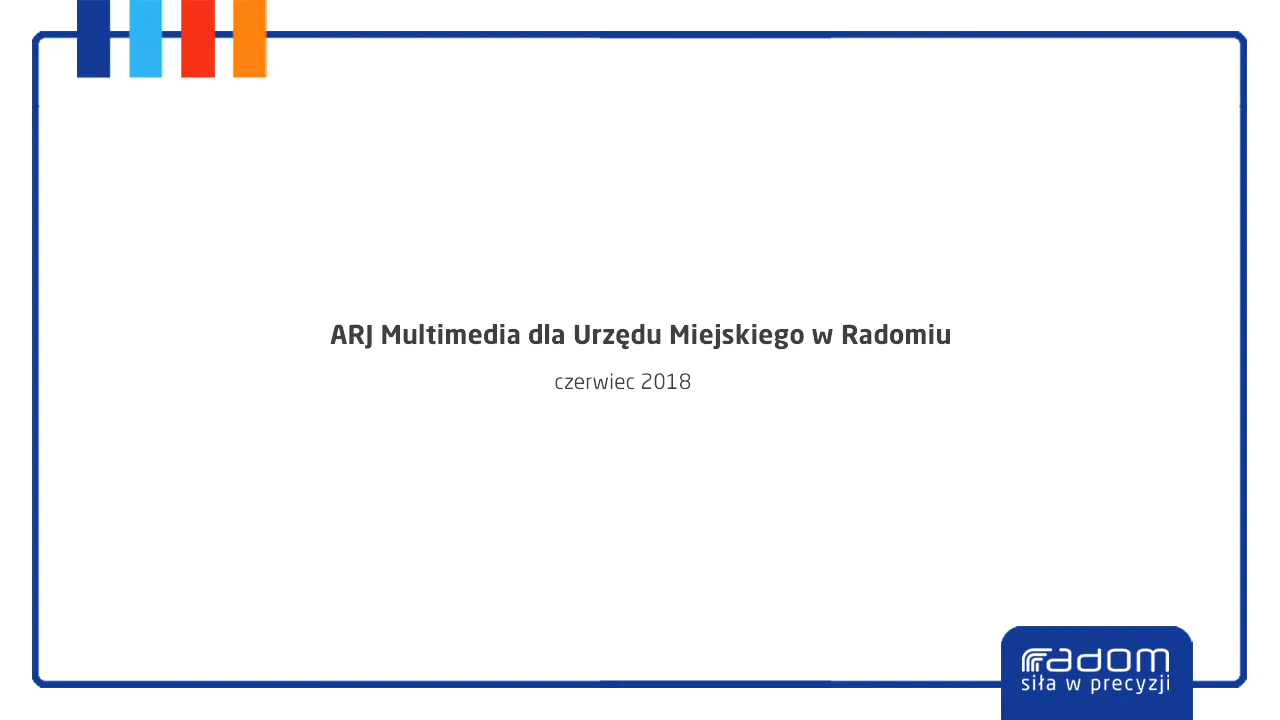 ARJ Multimedia dla Urzędu Miejskiego w Radomiu
czerwiec 2018
radom
siła w precyzji